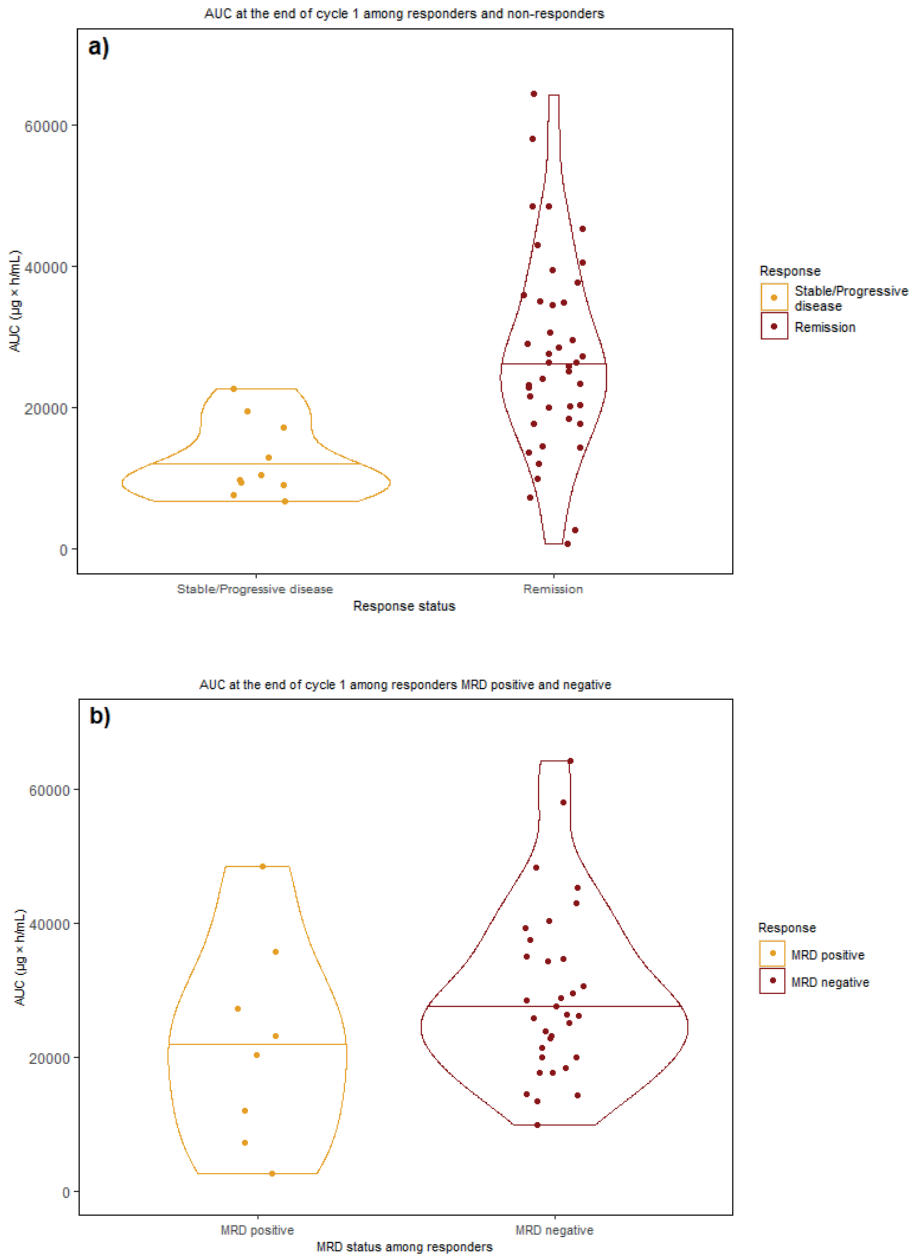 AUC at the end of cycle 1 among responders and non-responders
a)
60000
40000
20000
0
AUC (µg × h/mL)
Stable/Progressive disease
Remission
Response status
Response
Stable/Progressive
disease
Remission
AUC at the end of cycle 1 among responders MRD positive and negative
b)
60000
40000
20000
0
AUC (µg × h/mL)
MRD positive
MRD negative
MRD status among responders
Response
MRD positive
MRD negative